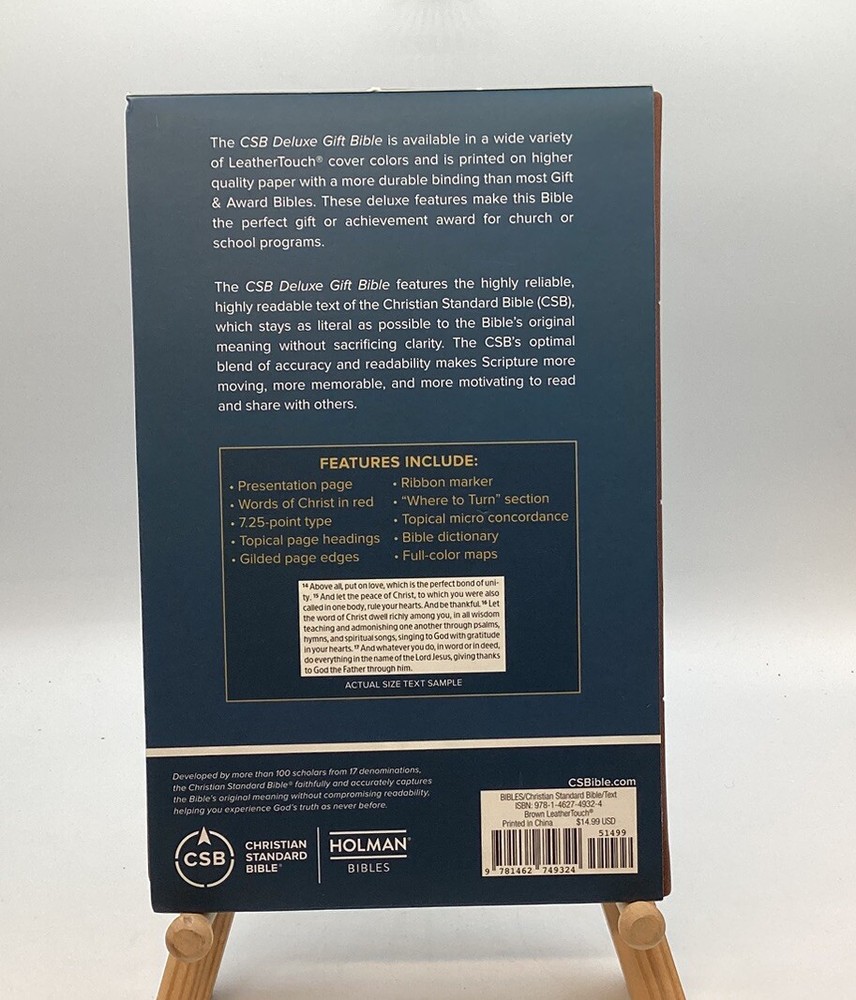 The CSB Deluxe Gift Bible is available in a wide variety
of LeatherTouch® cover colors and is printed on higher
quality paper with a more durable binding than most Gift
& Award Bibles. These deluxe features make this Bible
the perfect gift or achievement award for church or
school programs.
The CSB Deluxe Gift Bible features the highly reliable,
highly readable text of the Christian Standard Bible (CSB),
which stays as literal as possible to the Bible's original
meaning without sacrificing clarity. The CSB's optimal
blend of accuracy and readability makes Scripture more
moving, more memorable, and more motivating to read
and share with others.
FEATURES INCLUDE:
• Presentation page
• Words of Christ in red
• 7.25-point type
• Topical page headings
• Gilded page edges
• Ribbon marker
• “Where to Turn” section
• Topical micro concordance
• Bible dictionary
• Full-color maps
14 Above all, put on love, which is the perfect bond of uni-
ty. 15 And let the peace of Christ, to which you were also
called in one body, rule your hearts. And be thankful. 16 Let
the word of Christ dwell richly among you, in all wisdom
teaching and admonishing one another through psalms,
hymns, and spiritual songs, singing to God with gratitude
in your hearts. 17 And whatever you do, in word or in deed,
do everything in the name of the Lord Jesus, giving thanks
to God the Father through him.
ACTUAL SIZE TEXT SAMPLE
Developed by more than 100 scholars from 17 denominations,
the Christian Standard Bible® faithfully and accurately captures
the Bible's original meaning without compromising readability,
helping you experience God's truth as never before.
CSB
CHRISTIAN
STANDARD
BIBLE®
HOLMAN®
BIBLES
CSBible.com
BIBLES/Christian Standard Bible/Text
ISBN: 978-1-4627-4932-4
Brown LeatherTouch®
Printed in China $14.99 USD
51499
9 781462 749324